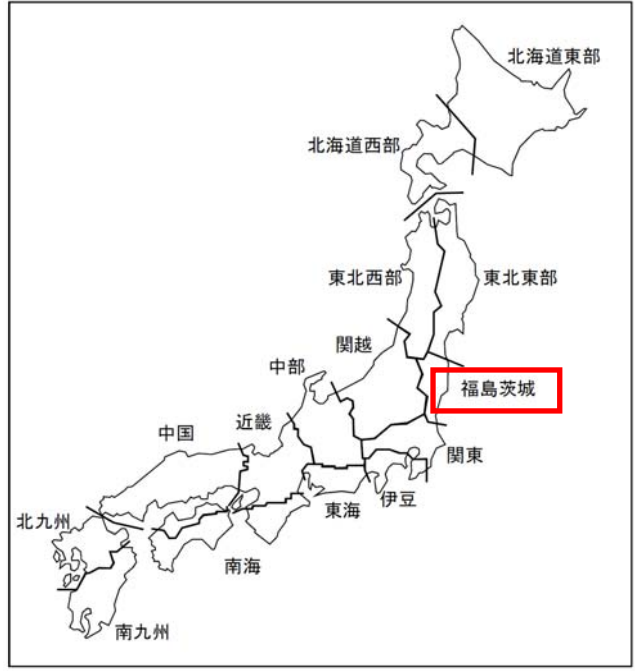 北海道東部
北海道西部
東北西部
東北東部
関越
中部
福島茨城
近畿
中国
関東
伊豆
東海
北九州
南海
南九州